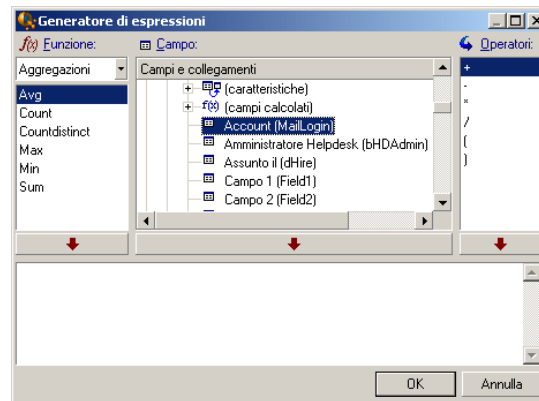 Generatore di espressioni
f(x) Funzione:
Campo:
Operatori:
Aggregazioni
Avg
Count
Countdistinct
Max
Min
Sum
Campi e collegamenti
(caratteristiche)
f(x) (campi calcolati)
Account (MailLogin)
Amministratore Helpdesk (bHDAdmin)
Assunto il (dHire)
Campo 1 (Field1)
Campo 2 (Field2)
+
-
*
/
(
)
OK
Annulla